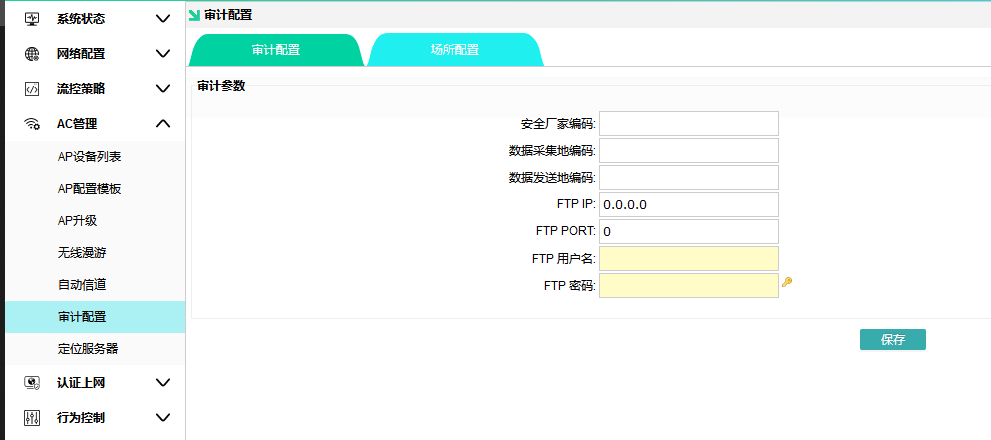 系统状态
网络配置
流控策略
AC管理
AP设备列表
AP配置模板
AP升级
无线漫游
自动信道
审计配置
定位服务器
认证上网
行为控制
审计配置
审计配置 场所配置
审计参数
安全厂家编码:
数据采集地编码:
数据发送地编码:
FTP IP: 0.0.0.0
FTP PORT: 0
FTP 用户名:
FTP 密码:
保存